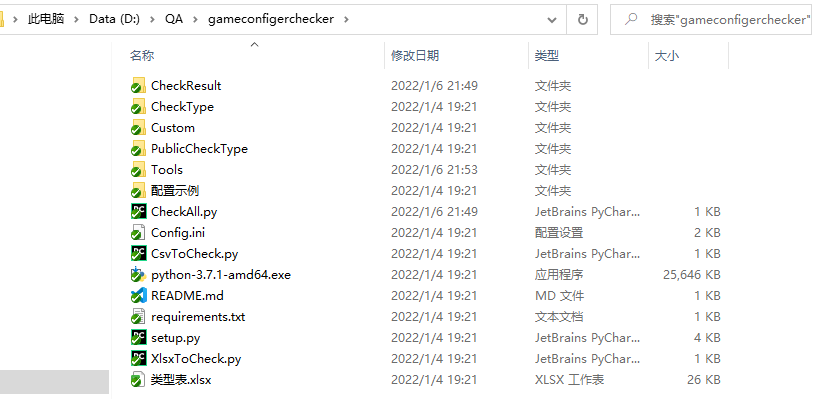 此电脑 > Data (D:) > QA > gameconfigerchecker >
搜索"gameconfigerchecker"
名称 修改日期 类型 大小
CheckResult 2022/1/6 21:49 文件夹
CheckType 2022/1/4 19:21 文件夹
Custom 2022/1/4 19:21 文件夹
PublicCheckType 2022/1/4 19:21 文件夹
Tools 2022/1/6 21:53 文件夹
配置示例 2022/1/4 19:21 文件夹
CheckAll.py 2022/1/6 21:49 JetBrains PyChar... 1 KB
Config.ini 2022/1/4 19:21 配置设置 2 KB
CsvToCheck.py 2022/1/4 19:21 JetBrains PyChar... 1 KB
python-3.7.1-amd64.exe 2022/1/4 19:21 应用程序 25,646 KB
README.md 2022/1/4 19:21 MD 文件 1 KB
requirements.txt 2022/1/4 19:21 文本文档 1 KB
setup.py 2022/1/4 19:21 JetBrains PyChar... 4 KB
XlsxToCheck.py 2022/1/4 19:21 JetBrains PyChar... 1 KB
类型表.xlsx 2022/1/4 19:21 XLSX 工作表 26 KB